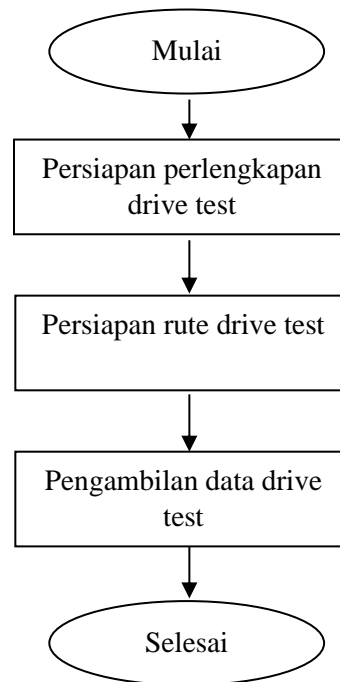 Mulai
Persiapan perlengkapan
drive test
Persiapan rute drive test
Pengambilan data drive
test
Selesai